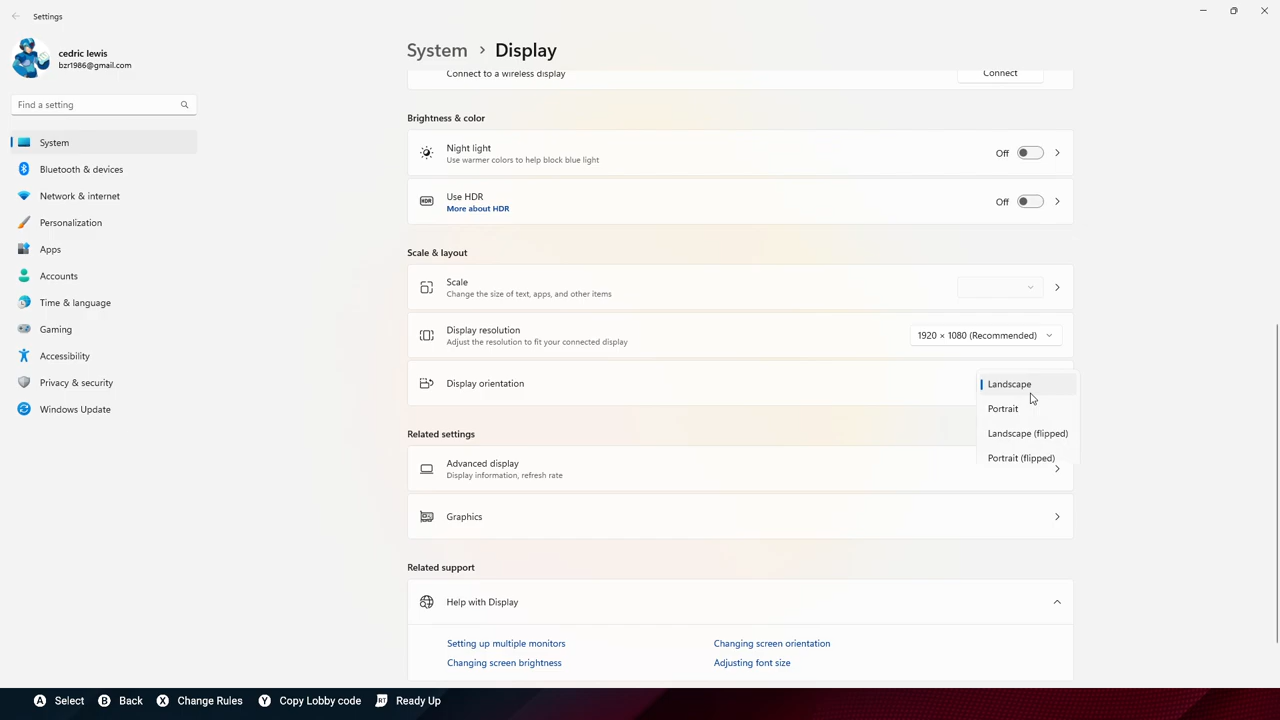 Settings
cedric lewis
bzr1986@gmail.com
Find a setting
System
Bluetooth & devices
Network & internet
Personalization
Apps
Accounts
Time & language
Gaming
Accessibility
Privacy & security
Windows Update
System > Display
Connect to a wireless display
Connect
Brightness & color
Night light
Use warmer colors to help block blue light
Off
Use HDR
HDR
More about HDR
Off
Scale & layout
Scale
Change the size of text, apps, and other items
Display resolution
Adjust the resolution to fit your connected display
1920 × 1080 (Recommended)
Display orientation
Landscape
Portrait
Landscape (flipped)
Portrait (flipped)
Related settings
Advanced display
Display information, refresh rate
Graphics
Related support
Help with Display
Setting up multiple monitors
Changing screen orientation
Changing screen brightness
Adjusting font size
A Select B Back X Change Rules Y Copy Lobby code RT Ready Up